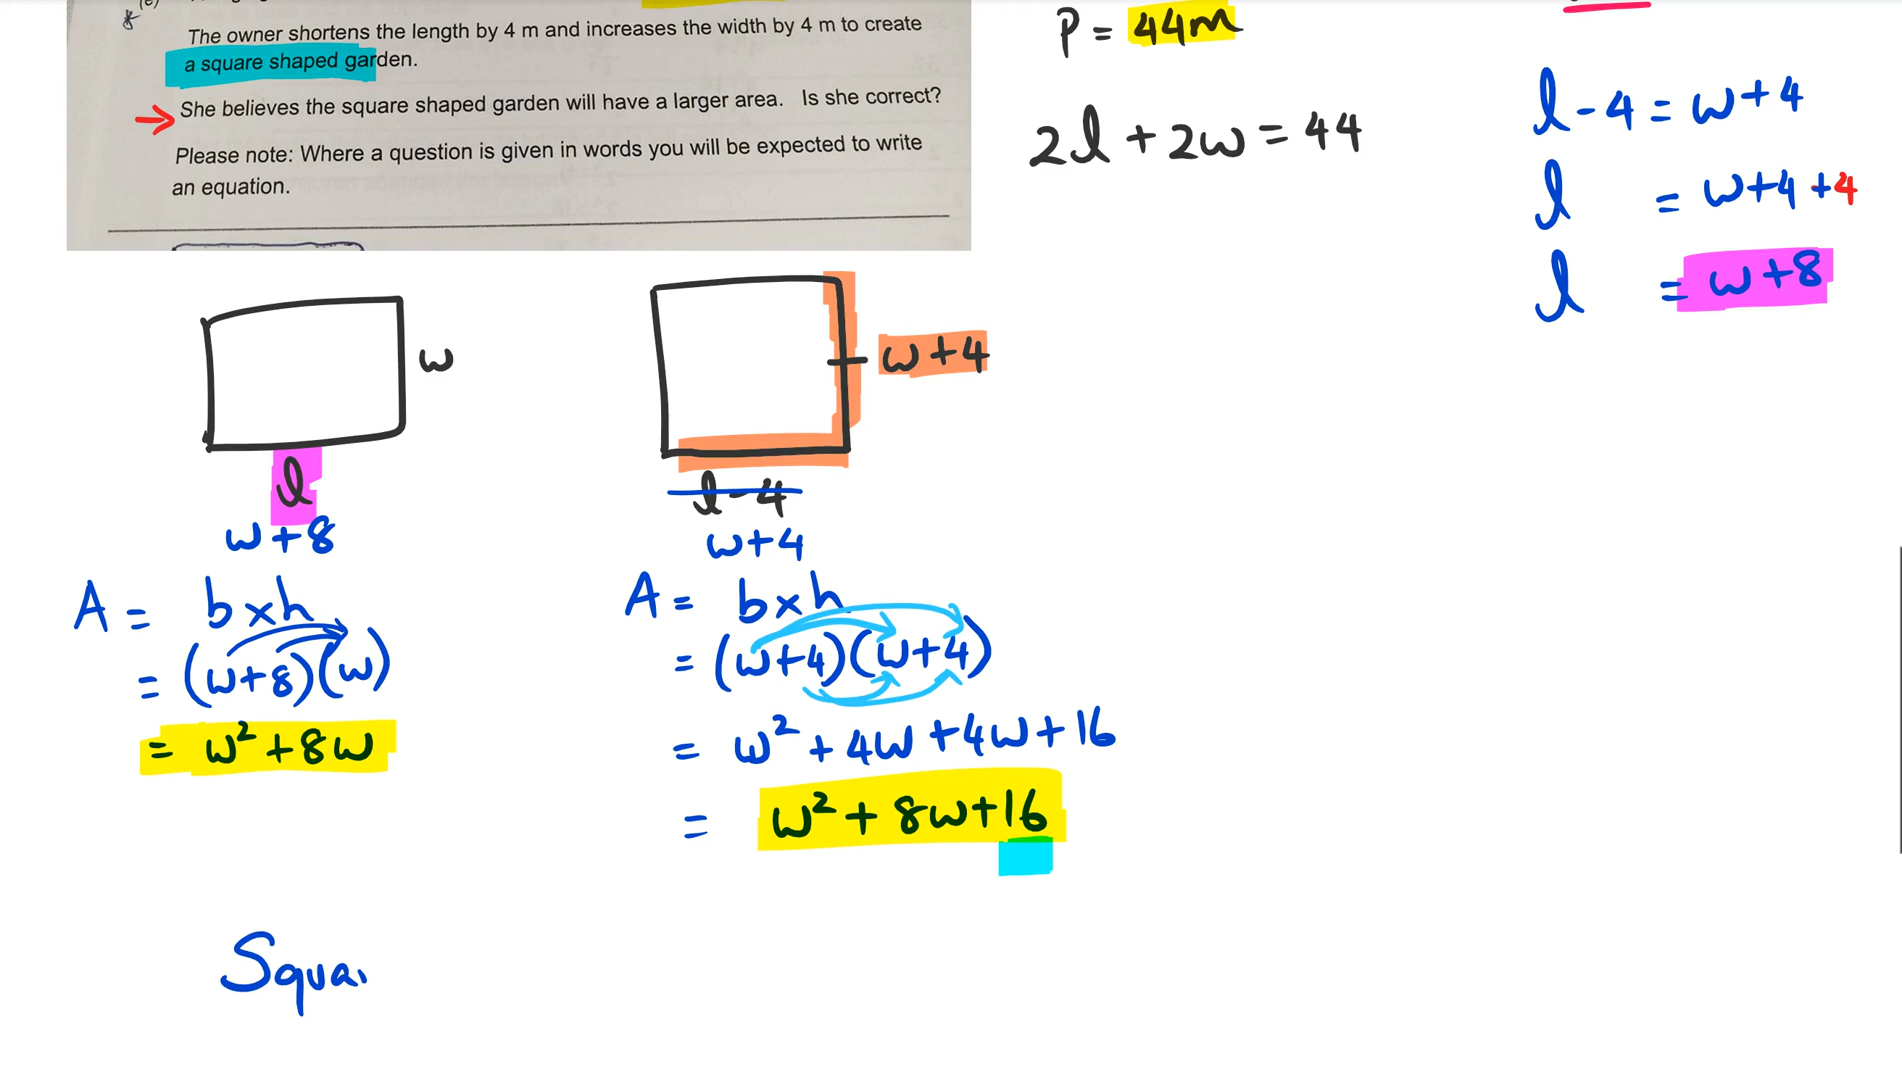 (e)
The owner shortens the length by 4 m and increases the width by 4 m to create
a square shaped garden.
She believes the square shaped garden will have a larger area. Is she correct?
Please note: Where a question is given in words you will be expected to write
an equation.
P = 44m
2l + 2w = 44
l - 4 = w + 4
l = w + 4 + 4
l = w + 8
w
l
w + 8
A = b x h
= (w+8)(w)
= w² + 8w
w + 4
l - 4
w + 4
A = b x h
= (w+4)(w+4)
= w² + 4w + 4w + 16
= w² + 8w + 16
Squar